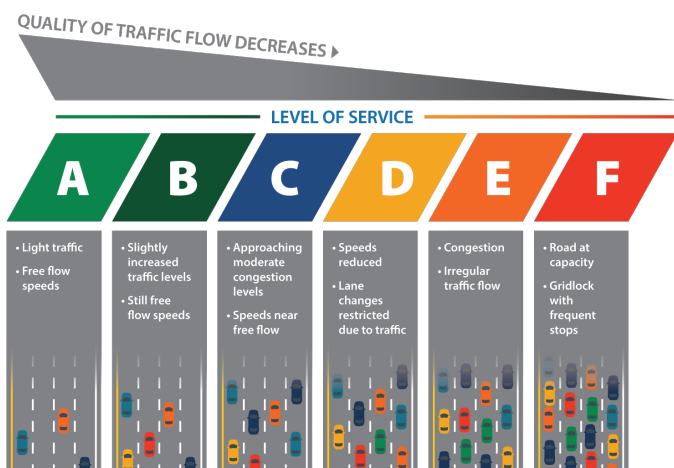 QUALITY OF TRAFFIC FLOW DECREASES
LEVEL OF SERVICE
A
B
C
D
E
F
• Light traffic
• Free flow
speeds
• Slightly
increased
traffic levels
• Still free
flow speeds
• Approaching
moderate
congestion
levels
• Speeds near
free flow
• Speeds
reduced
• Lane
changes
restricted
due to traffic
• Congestion
• Irregular
traffic flow
• Road at
capacity
• Gridlock
with
frequent
stops